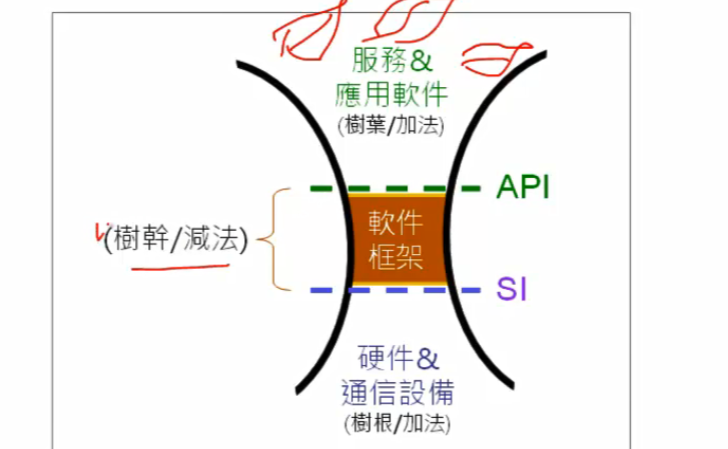 服務&
應用軟件
(樹葉/加法)
API
軟件
框架
(樹幹/減法)
SI
硬件&
通信設備
(樹根/加法)